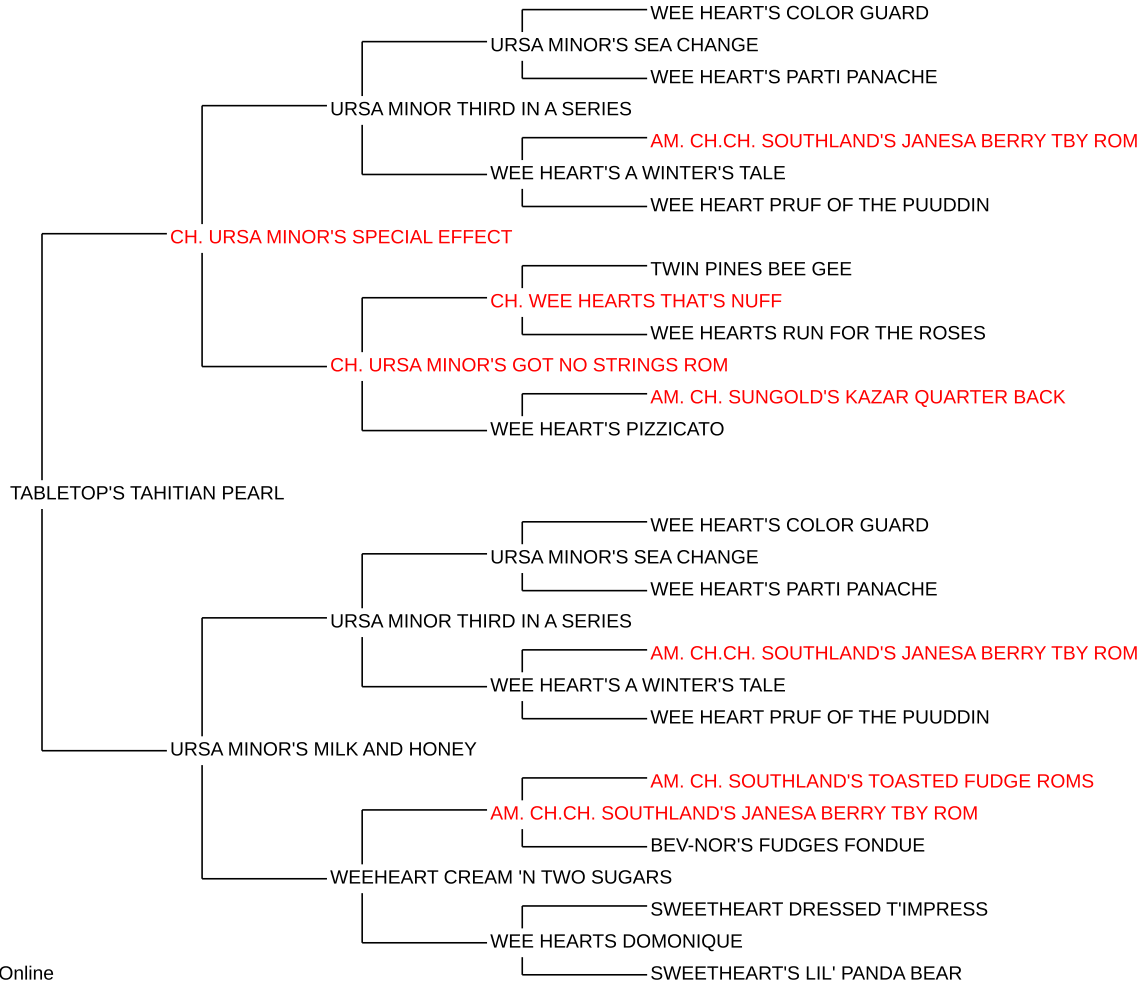 WEE HEART'S COLOR GUARD
URSA MINOR'S SEA CHANGE
WEE HEART'S PARTI PANACHE
URSA MINOR THIRD IN A SERIES
AM. CH.CH. SOUTHLAND'S JANESA BERRY TBY ROM
WEE HEART'S A WINTER'S TALE
WEE HEART PRUF OF THE PUUDDIN
CH. URSA MINOR'S SPECIAL EFFECT
TWIN PINES BEE GEE
CH. WEE HEARTS THAT'S NUFF
WEE HEARTS RUN FOR THE ROSES
CH. URSA MINOR'S GOT NO STRINGS ROM
AM. CH. SUNGOLD'S KAZAR QUARTER BACK
WEE HEART'S PIZZICATO
TABLETOP'S TAHITIAN PEARL
WEE HEART'S COLOR GUARD
URSA MINOR'S SEA CHANGE
WEE HEART'S PARTI PANACHE
URSA MINOR THIRD IN A SERIES
AM. CH.CH. SOUTHLAND'S JANESA BERRY TBY ROM
WEE HEART'S A WINTER'S TALE
WEE HEART PRUF OF THE PUUDDIN
URSA MINOR'S MILK AND HONEY
AM. CH. SOUTHLAND'S TOASTED FUDGE ROMS
AM. CH.CH. SOUTHLAND'S JANESA BERRY TBY ROM
BEV-NOR'S FUDGES FONDUE
WEEHEART CREAM 'N TWO SUGARS
SWEETHEART DRESSED T'IMPRESS
WEE HEARTS DOMONIQUE
SWEETHEART'S LIL' PANDA BEAR
Online